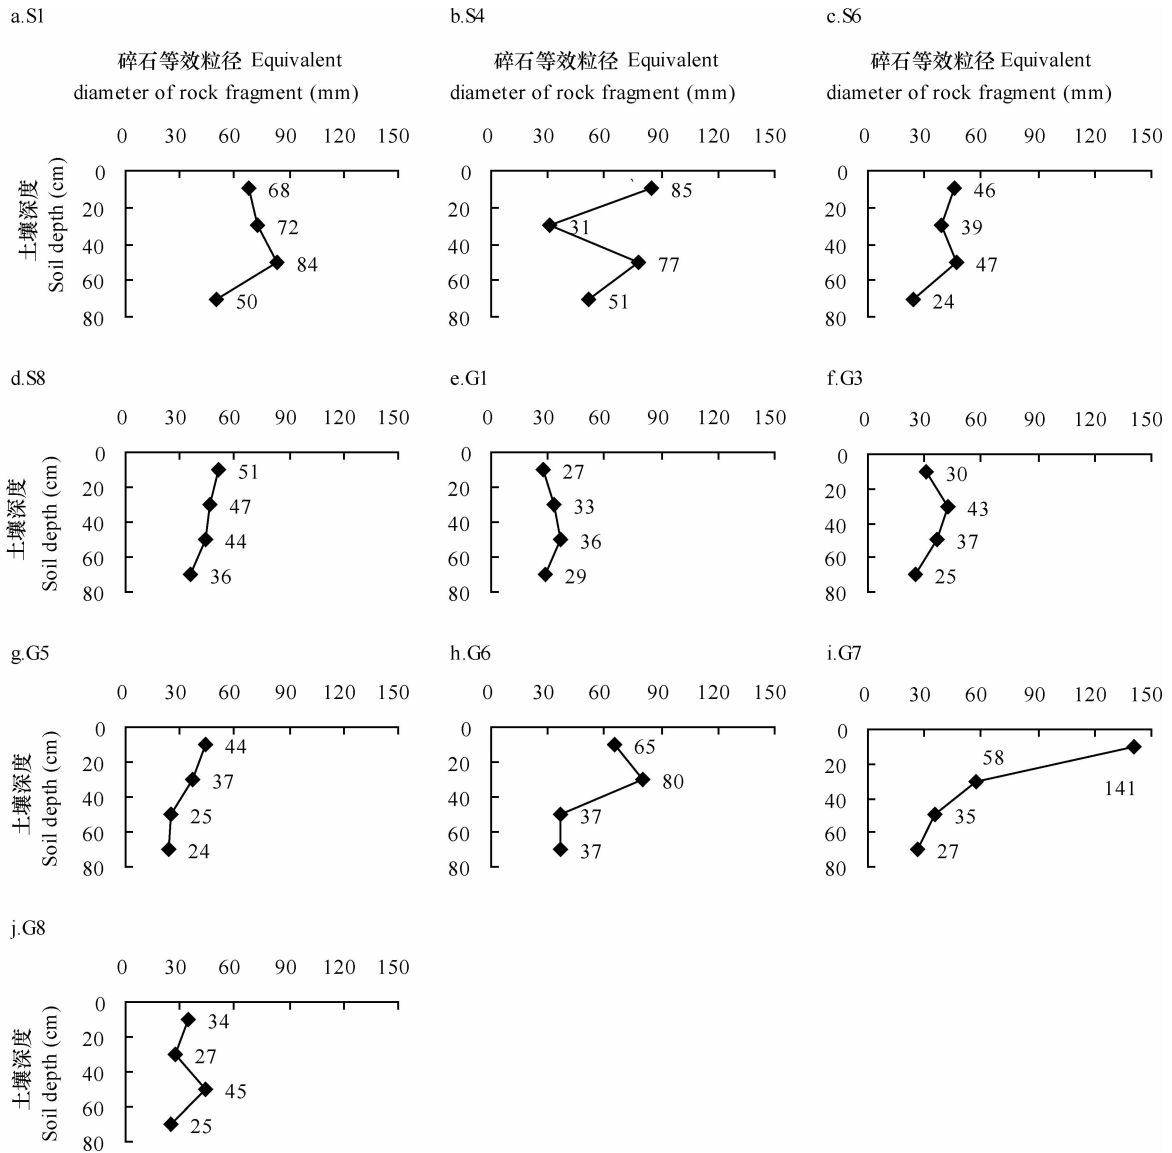 a.S1
碎石等效粒径 Equivalent
diameter of rock fragment (mm)
0 30 60 90 120 150
土壤深度
Soil depth (cm)
0
20
40
60
80
68
72
84
50
b.S4
碎石等效粒径 Equivalent
diameter of rock fragment (mm)
0 30 60 90 120 150
0
20
40
60
80
85
31
77
51
c.S6
碎石等效粒径 Equivalent
diameter of rock fragment (mm)
0 30 60 90 120 150
0
20
40
60
80
46
39
47
24
d.S8
0 30 60 90 120 150
土壤深度
Soil depth (cm)
0
20
40
60
80
51
47
44
36
e.G1
0 30 60 90 120 150
0
20
40
60
80
27
33
36
29
f.G3
0 30 60 90 120 150
0
20
40
60
80
30
43
37
25
g.G5
0 30 60 90 120 150
土壤深度
Soil depth (cm)
0
20
40
60
80
44
37
25
24
h.G6
0 30 60 90 120 150
0
20
40
60
80
65
80
37
37
i.G7
0 30 60 90 120 150
0
20
40
60
80
58
141
35
27
j.G8
0 30 60 90 120 150
土壤深度
Soil depth (cm)
0
20
40
60
80
34
27
45
25